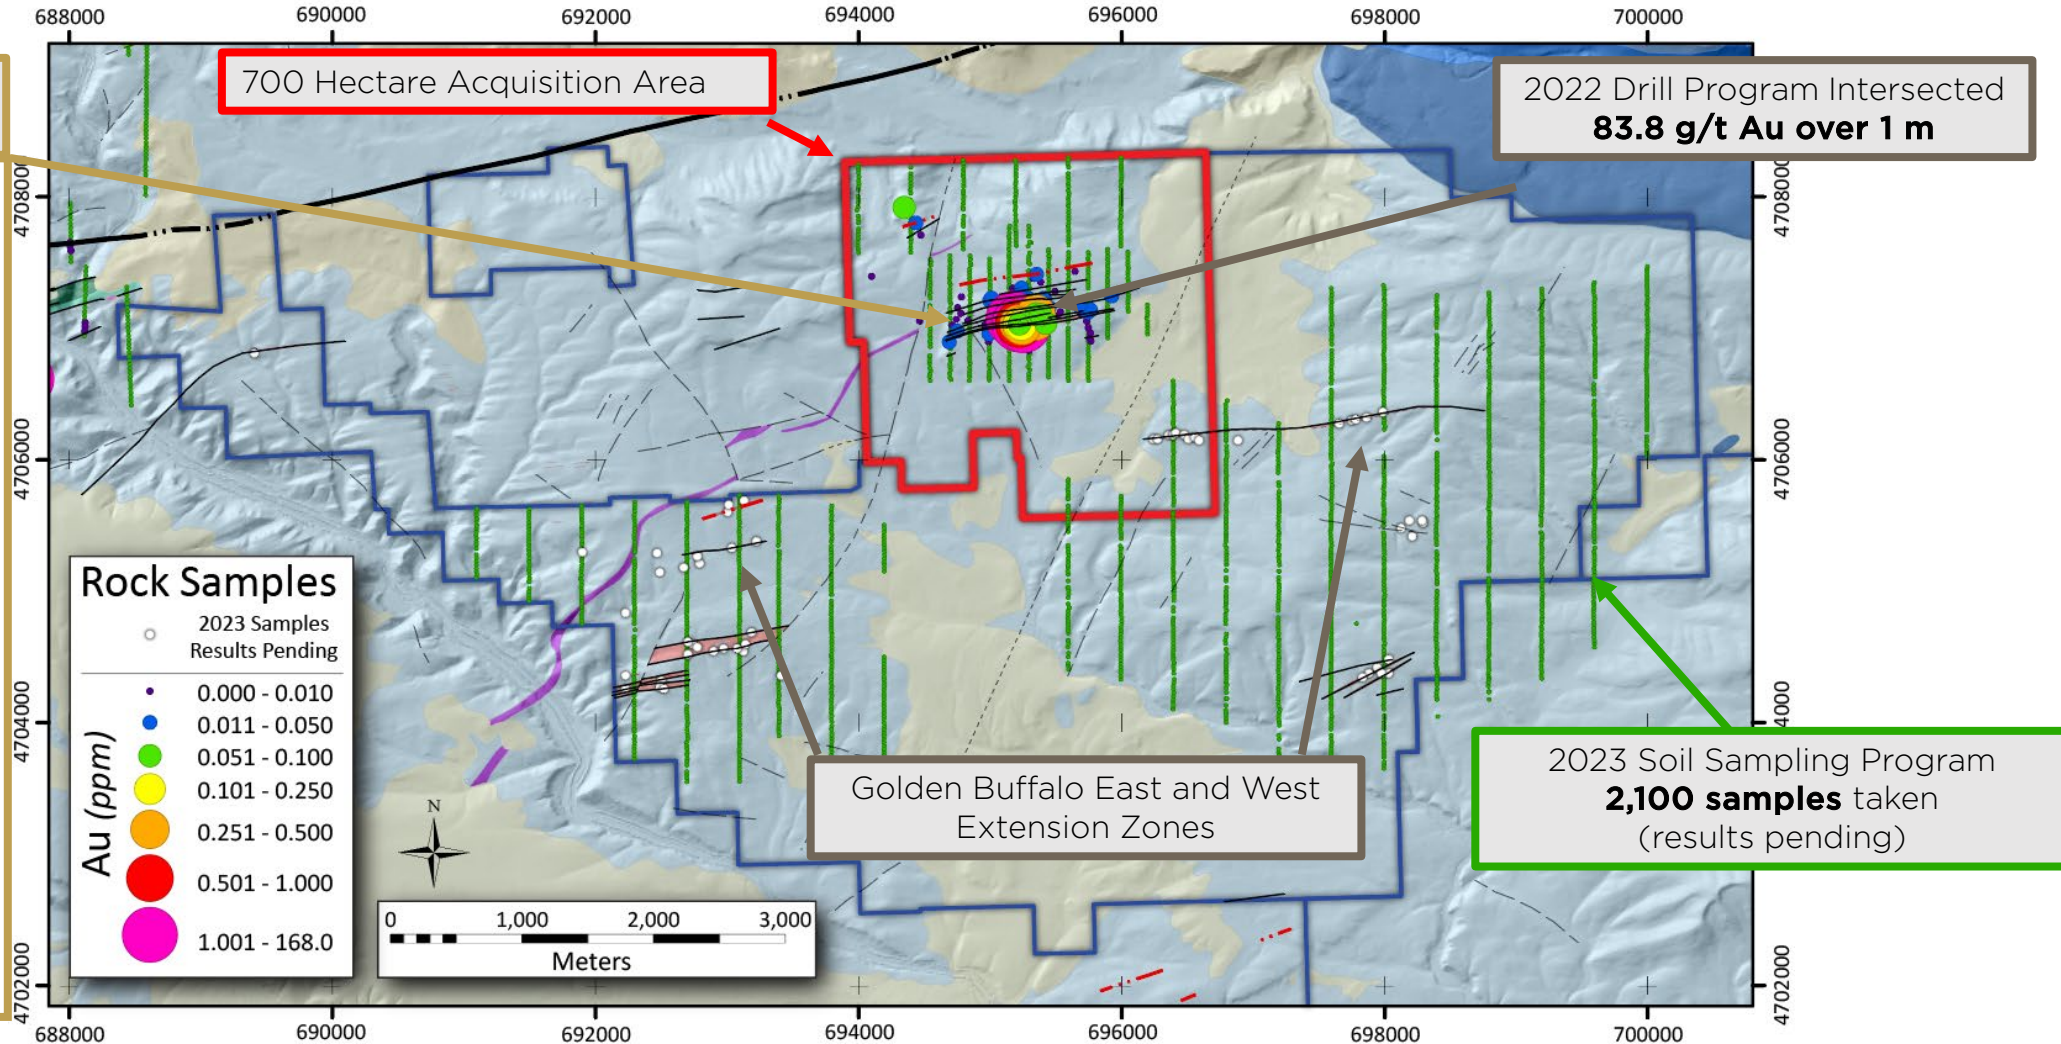 688000
690000
692000
694000
696000
698000
700000
700 Hectare Acquisition Area
2022 Drill Program Intersected
83.8 g/t Au over 1 m
4708000
4706000
4704000
4702000
4708000
4706000
4000
4702000
Rock Samples
2023 Samples
Results Pending
Au (ppm)
0.000 - 0.010
0.011 - 0.050
0.051 - 0.100
0.101 - 0.250
0.251 - 0.500
0.501 - 1.000
1.001 - 168.0
N
0 1,000 2,000 3,000
Meters
Golden Buffalo East and West
Extension Zones
2023 Soil Sampling Program
2,100 samples taken
(results pending)
688000
690000
692000
694000
696000
698000
700000